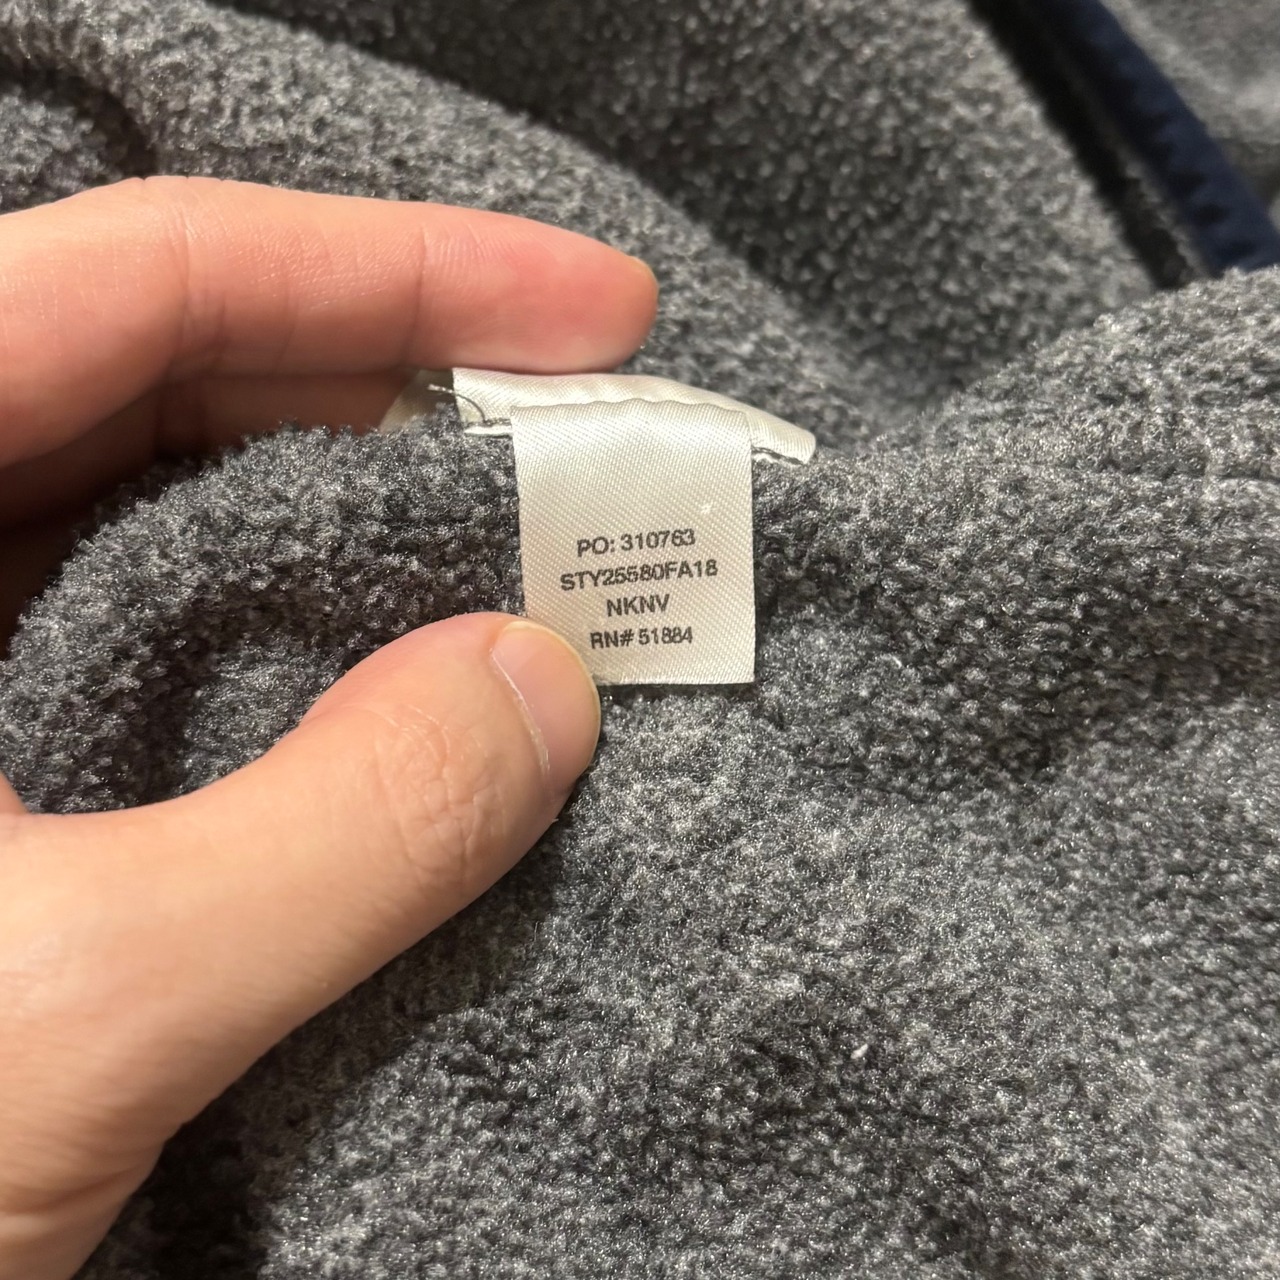 PO: 310763
STY25580FA18
NKNV
RN# 51884